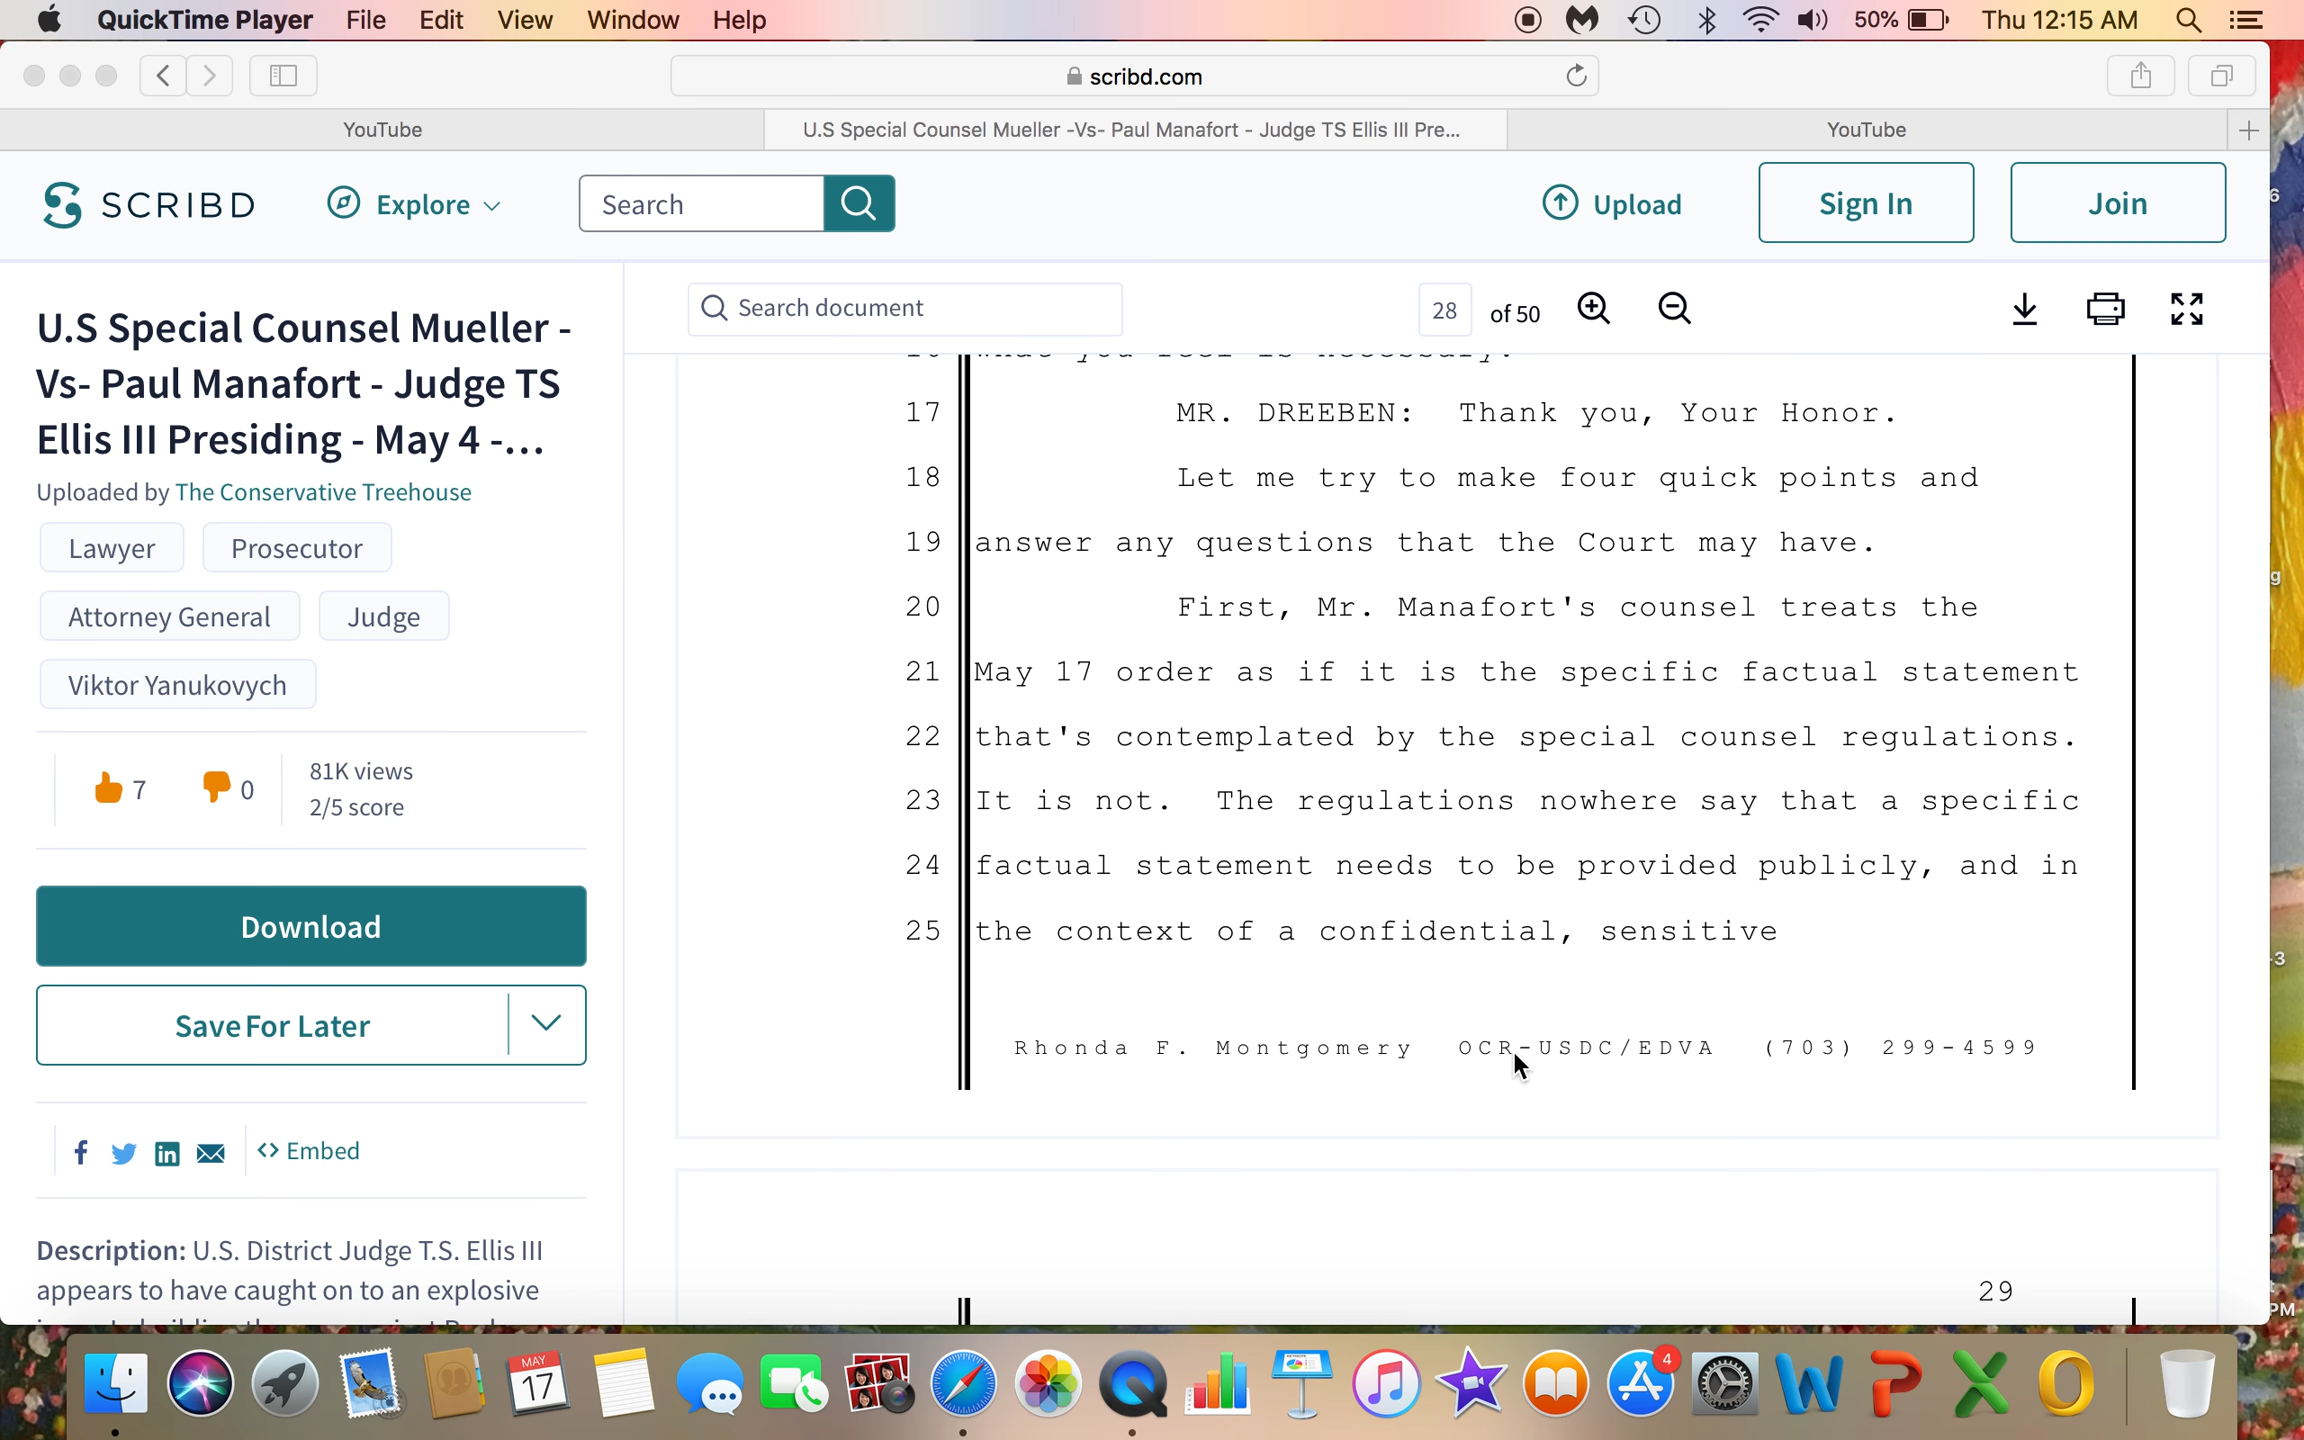 QuickTime Player File Edit View Window Help 50% Thu 12:15 AM
scribd.com
YouTube
U.S Special Counsel Mueller -Vs- Paul Manafort - Judge TS Ellis III Pre...
YouTube
SCRIBD Explore Search Upload Sign In Join
U.S Special Counsel Mueller -
Vs- Paul Manafort - Judge TS
Ellis III Presiding - May 4 -...
Uploaded by The Conservative Treehouse
Lawyer Prosecutor
Attorney General Judge
Viktor Yanukovych
7 0
81K views
2/5 score
Download
Save For Later
Embed
Description: U.S. District Judge T.S. Ellis III
appears to have caught on to an explosive
Search document 28 of 50
17 MR. DREEBEN: Thank you, Your Honor.
18 Let me try to make four quick points and
19 answer any questions that the Court may have.
20 First, Mr. Manafort's counsel treats the
21 May 17 order as if it is the specific factual statement
22 that's contemplated by the special counsel regulations.
23 It is not. The regulations nowhere say that a specific
24 factual statement needs to be provided publicly, and in
25 the context of a confidential, sensitive
Rhonda F. Montgomery OCR-USDC/EDVA (703) 299-4599
29
6
g
-3
PM
MAY
17
4